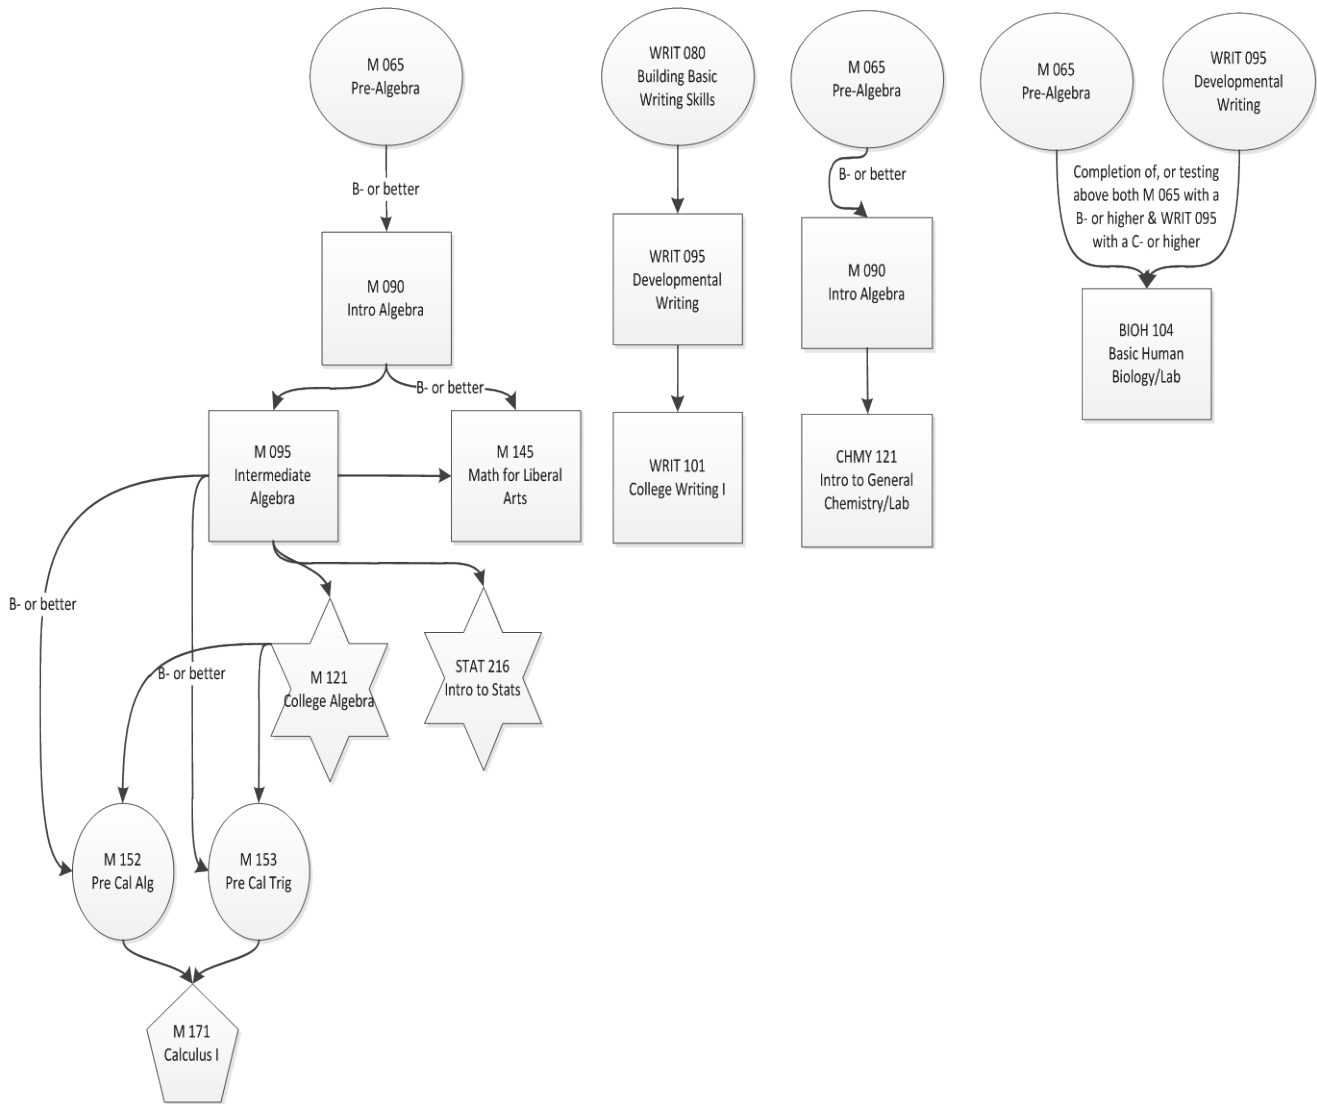 M 065
Pre-Algebra
B- or better
M 090
Intro Algebra
B- or better
M 095
Intermediate
Algebra
M 145
Math for Liberal
Arts
B- or better
B- or better
M 121
College Algebra
STAT 216
Intro to Stats
M 152
Pre Cal Alg
M 153
Pre Cal Trig
M 171
Calculus I
WRIT 080
Building Basic
Writing Skills
WRIT 095
Developmental
Writing
WRIT 101
College Writing I
M 065
Pre-Algebra
B- or better
M 090
Intro Algebra
CHMY 121
Intro to General
Chemistry/Lab
M 065
Pre-Algebra
WRIT 095
Developmental
Writing
Completion of, or testing
above both M 065 with a
B- or higher & WRIT 095
with a C- or higher
BIOH 104
Basic Human
Biology/Lab